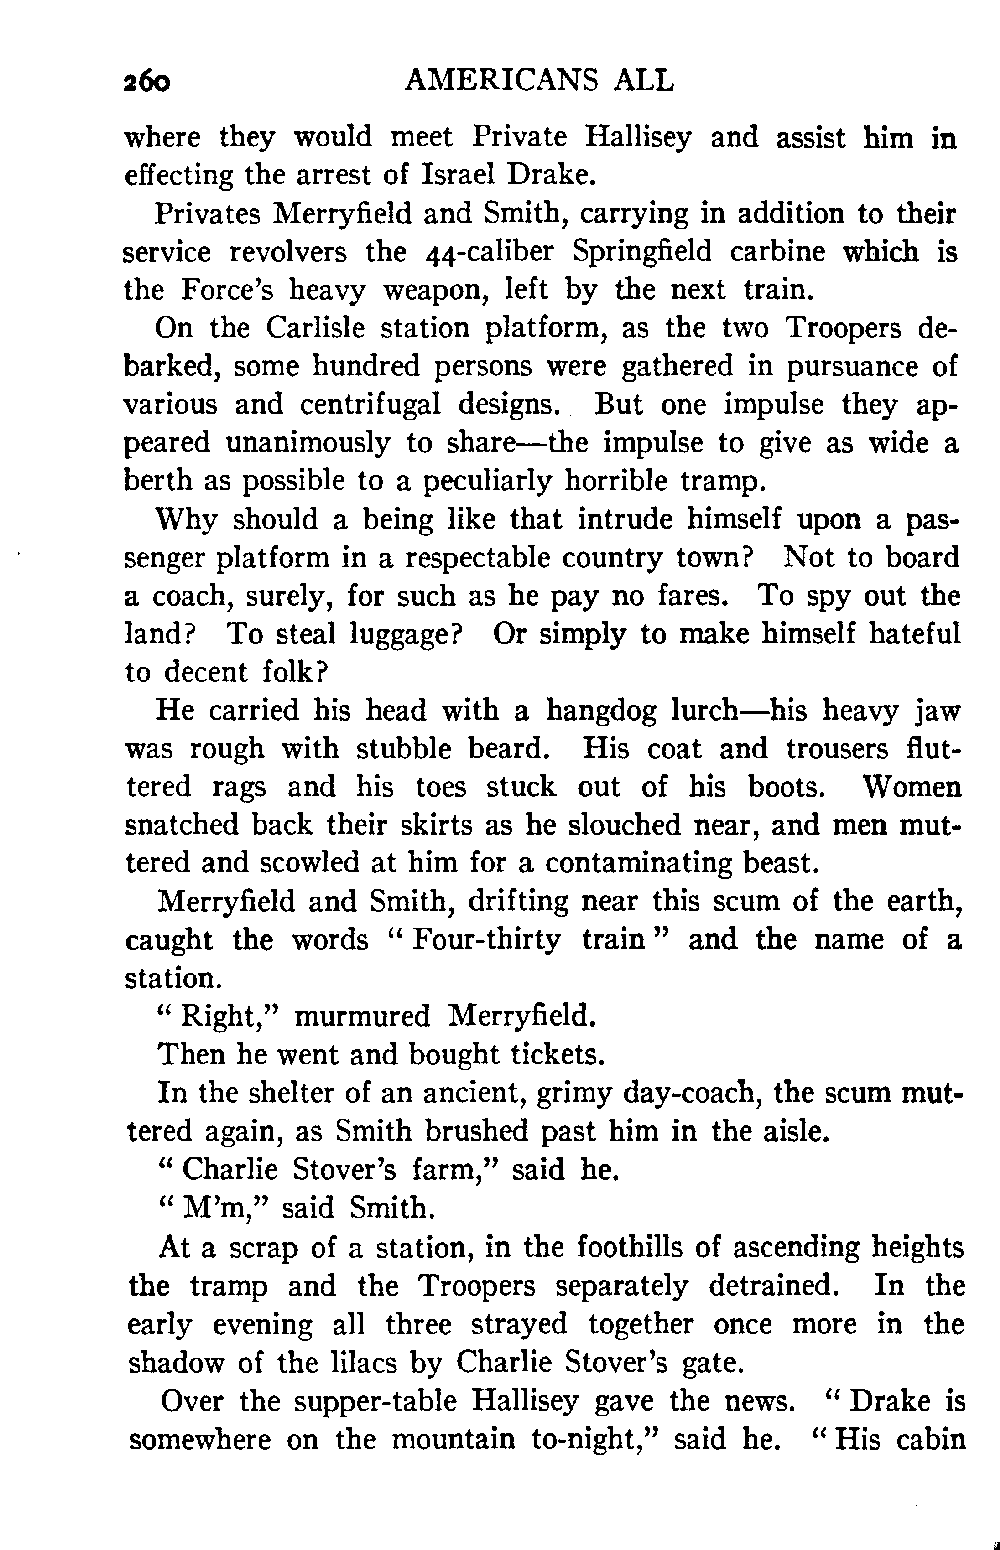 260 AMERICANS ALL
where they would meet Private Hallisey and assist him in
effecting the arrest of Israel Drake.
Privates Merryfield and Smith, carrying in addition to their
service revolvers the 44-caliber Springfield carbine which is
the Force's heavy weapon, left by the next train.
On the Carlisle station platform, as the two Troopers de-
barked, some hundred persons were gathered in pursuance of
various and centrifugal designs. But one impulse they ap-
peared unanimously to share—the impulse to give as wide a
berth as possible to a peculiarly horrible tramp.
Why should a being like that intrude himself upon a pas-
senger platform in a respectable country town? Not to board
a coach, surely, for such as he pay no fares. To spy out the
land? To steal luggage? Or simply to make himself hateful
to decent folk?
He carried his head with a hangdog lurch—his heavy jaw
was rough with stubble beard. His coat and trousers flut-
tered rags and his toes stuck out of his boots. Women
snatched back their skirts as he slouched near, and men mut-
tered and scowled at him for a contaminating beast.
Merryfield and Smith, drifting near this scum of the earth,
caught the words " Four-thirty train " and the name of a
station.
" Right," murmured Merryfield.
Then he went and bought tickets.
In the shelter of an ancient, grimy day-coach, the scum mut-
tered again, as Smith brushed past him in the aisle.
" Charlie Stover's farm," said he.
" M'm," said Smith.
At a scrap of a station, in the foothills of ascending heights
the tramp and the Troopers separately detrained. In the
early evening all three strayed together once more in the
shadow of the lilacs by Charlie Stover's gate.
Over the supper-table Hallisey gave the news. " Drake is
somewhere on the mountain to-night," said he. " His cabin